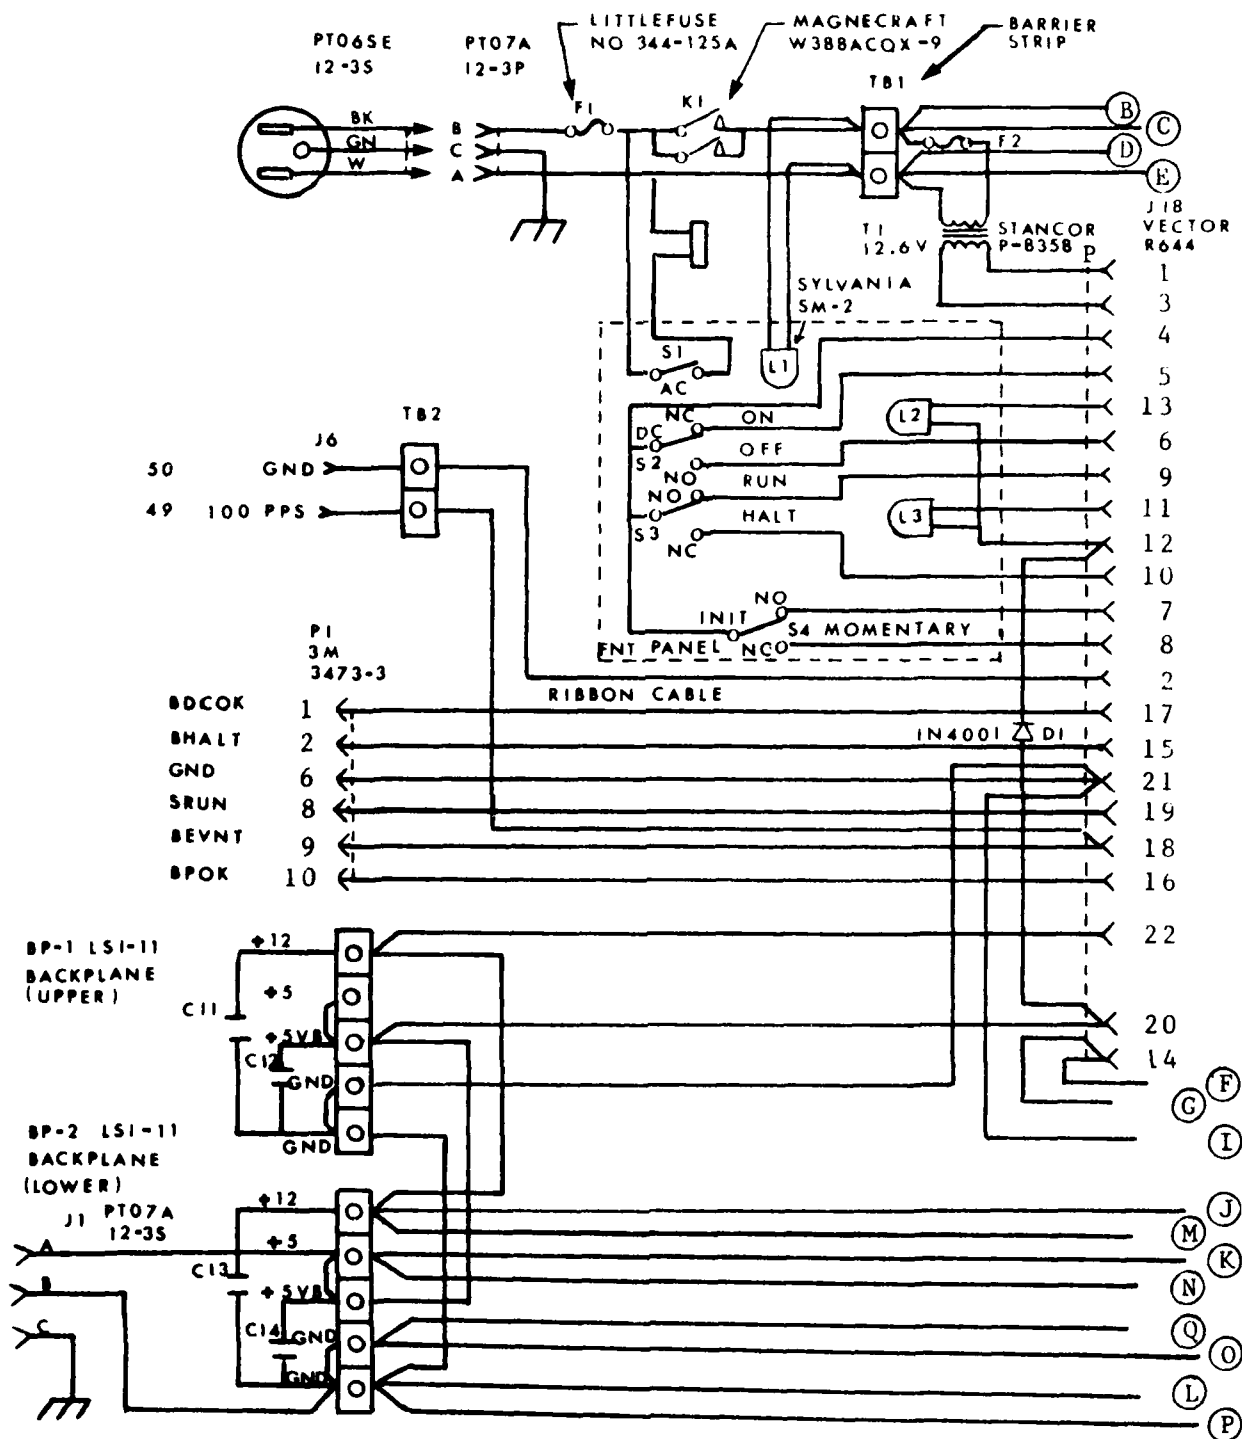 LITTLEFUSE
NO 344-125A
MAGNECRAFT
W388ACQX-9
BARRIER
STRIP
PT06SE
12-3S
PT07A
12-3P
F1
K1
TB1
BK
B
GN
C
W
A
B
C
F2
D
E
J18
VECTOR
R644
T1
12.6V
STANCOR
P-8358
P
1
3
SYLVANIA
SM-2
4
S1
AC
L1
5
TB2
NC
ON
L2
13
J6
DC
50
GND
S2
OFF
6
NO
RUN
9
49
100 PPS
NO
HALT
L3
11
S3
NC
12
10
NO
7
INIT
S4 MOMENTARY
FNT PANEL
NC
8
P1
3M
3473-3
2
RIBBON CABLE
BDCOK 1
17
BHALT 2
1N4001
D1
15
GND 6
21
SRUN 8
19
BEVNT 9
18
BPOK 10
16
BP-1 LSI-11
BACKPLANE
(UPPER)
+12
22
+5
C11
+5VB
20
C12
GND
14
F
G
GND
I
BP-2 LSI-11
BACKPLANE
(LOWER)
+12
J
J1
PT07A
12-3S
M
A
+5
K
C13
N
B
+5VB
C14
GND
Q
C
O
GND
L
P